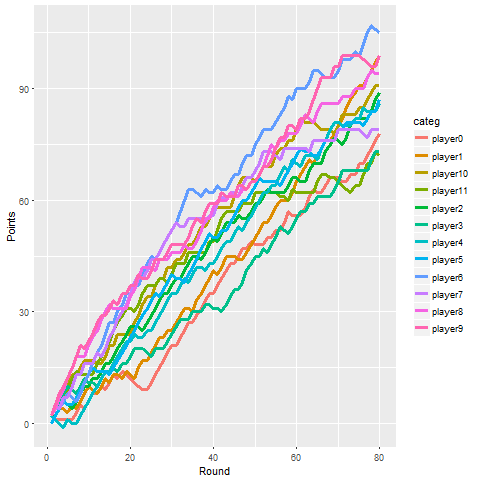 Points
90
60
30
0
0
20
40
60
80
Round
categ
player0
player1
player10
player11
player2
player3
player4
player5
player6
player7
player8
player9